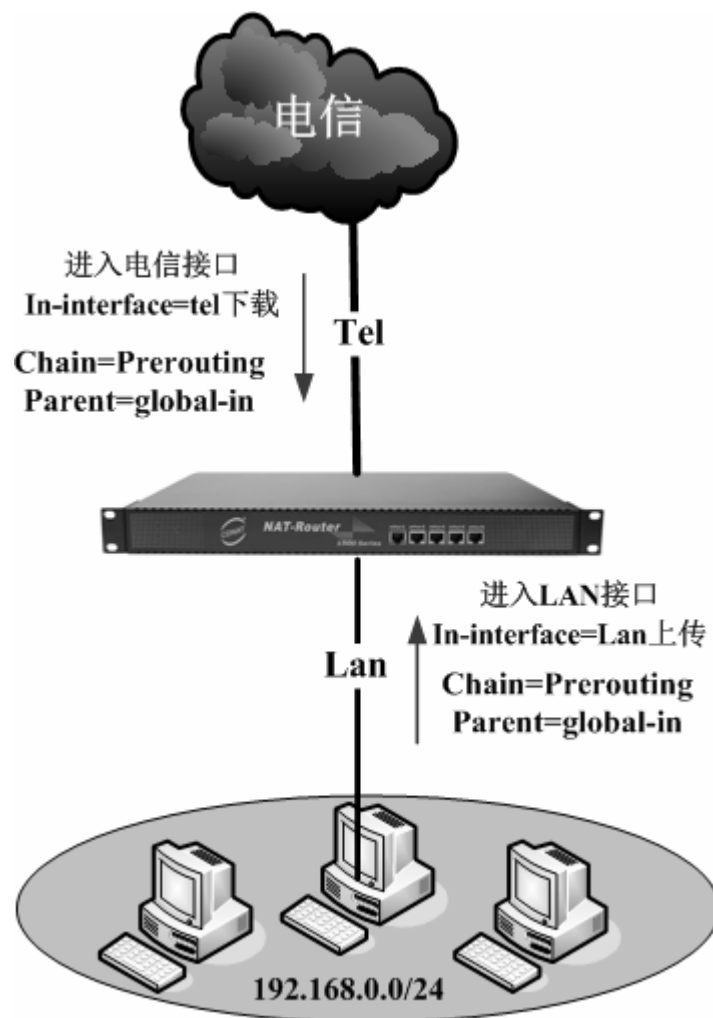 电信
进入电信接口
In-interface=tel下载
Tel
Chain=Prerouting
Parent=global-in
NAT-Router
进入LAN接口
In-interface=Lan上传
Lan
Chain=Prerouting
Parent=global-in
192.168.0.0/24